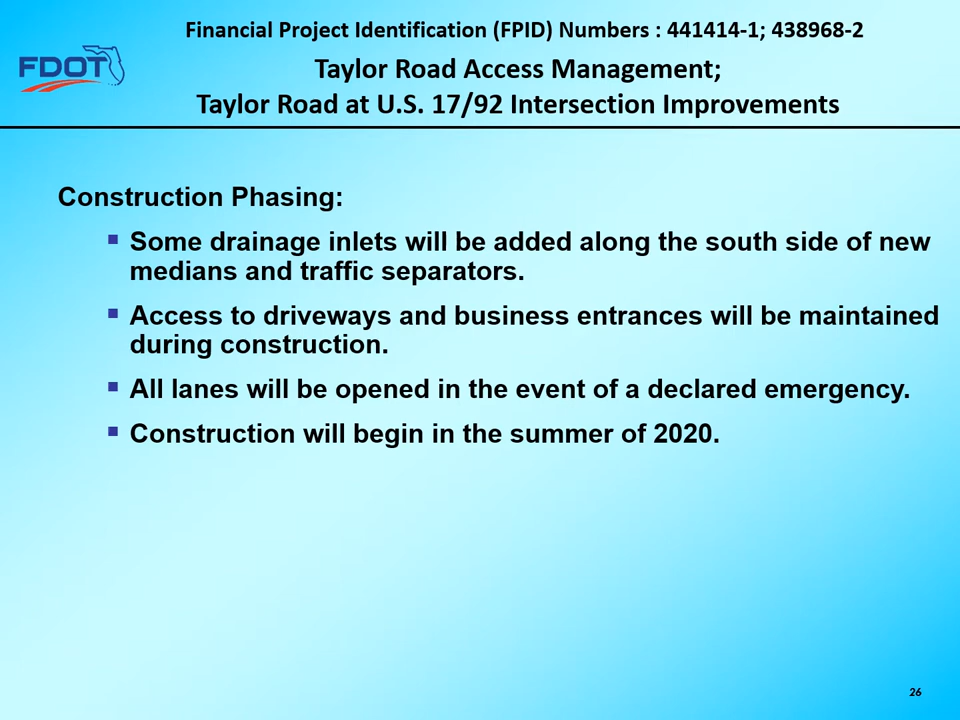 Financial Project Identification (FPID) Numbers : 441414-1; 438968-2
FDOT
Taylor Road Access Management;
Taylor Road at U.S. 17/92 Intersection Improvements
Construction Phasing:
▪ Some drainage inlets will be added along the south side of new
medians and traffic separators.
▪ Access to driveways and business entrances will be maintained
during construction.
▪ All lanes will be opened in the event of a declared emergency.
▪ Construction will begin in the summer of 2020.
26